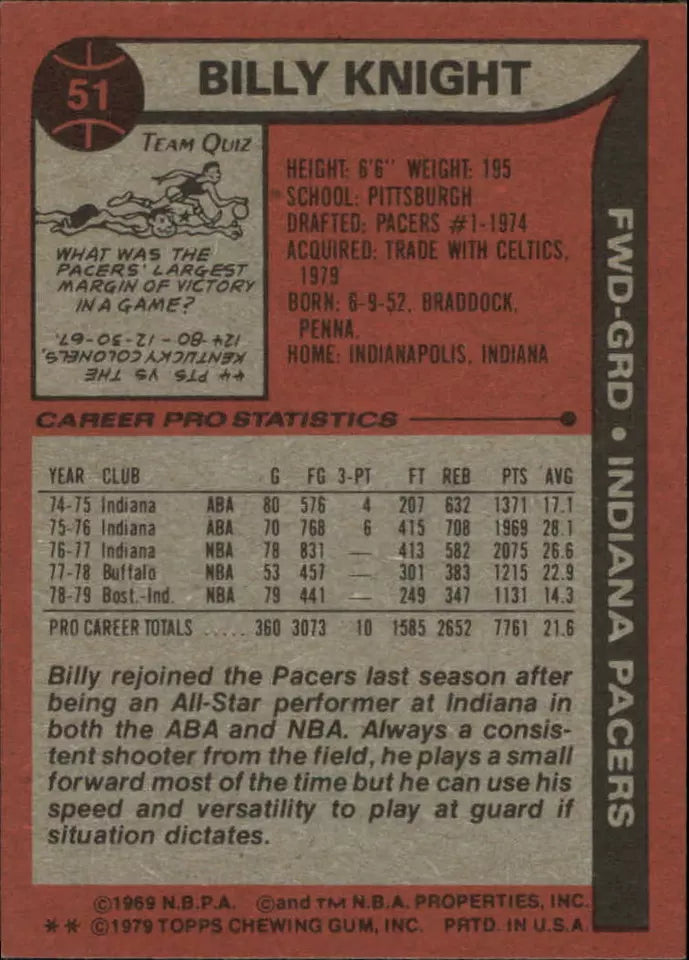 51
BILLY KNIGHT
TEAM QUIZ
WHAT WAS THE
PACERS' LARGEST
MARGIN OF VICTORY
IN A GAME?
44 PTS VS THE
KENTUCKY COLONELS,
124-80 - 12-30-67.
HEIGHT: 6'6" WEIGHT: 195
SCHOOL: PITTSBURGH
DRAFTED: PACERS #1-1974
ACQUIRED: TRADE WITH CELTICS,
1979
BORN: 6-9-52, BRADDOCK,
PENNA.
HOME: INDIANAPOLIS, INDIANA
FWD-GRD • INDIANA PACERS
CAREER PRO STATISTICS
YEAR CLUB G FG 3-PT FT REB PTS AVG
74-75 Indiana ABA 80 576 4 207 632 1371 17.1
75-76 Indiana ABA 70 768 6 415 708 1969 28.1
76-77 Indiana NBA 78 831 — 413 582 2075 26.6
77-78 Buffalo NBA 53 457 — 301 383 1215 22.9
78-79 Bost.-Ind. NBA 79 441 — 249 347 1131 14.3
PRO CAREER TOTALS ..... 360 3073 10 1585 2652 7761 21.6
Billy rejoined the Pacers last season after
being an All-Star performer at Indiana in
both the ABA and NBA. Always a consis-
tent shooter from the field, he plays a small
forward most of the time but he can use his
speed and versatility to play at guard if
situation dictates.
©1969 N.B.P.A. ©and TM N.B.A. PROPERTIES, INC.
** ©1979 TOPPS CHEWING GUM, INC. PRTD. IN U.S.A.